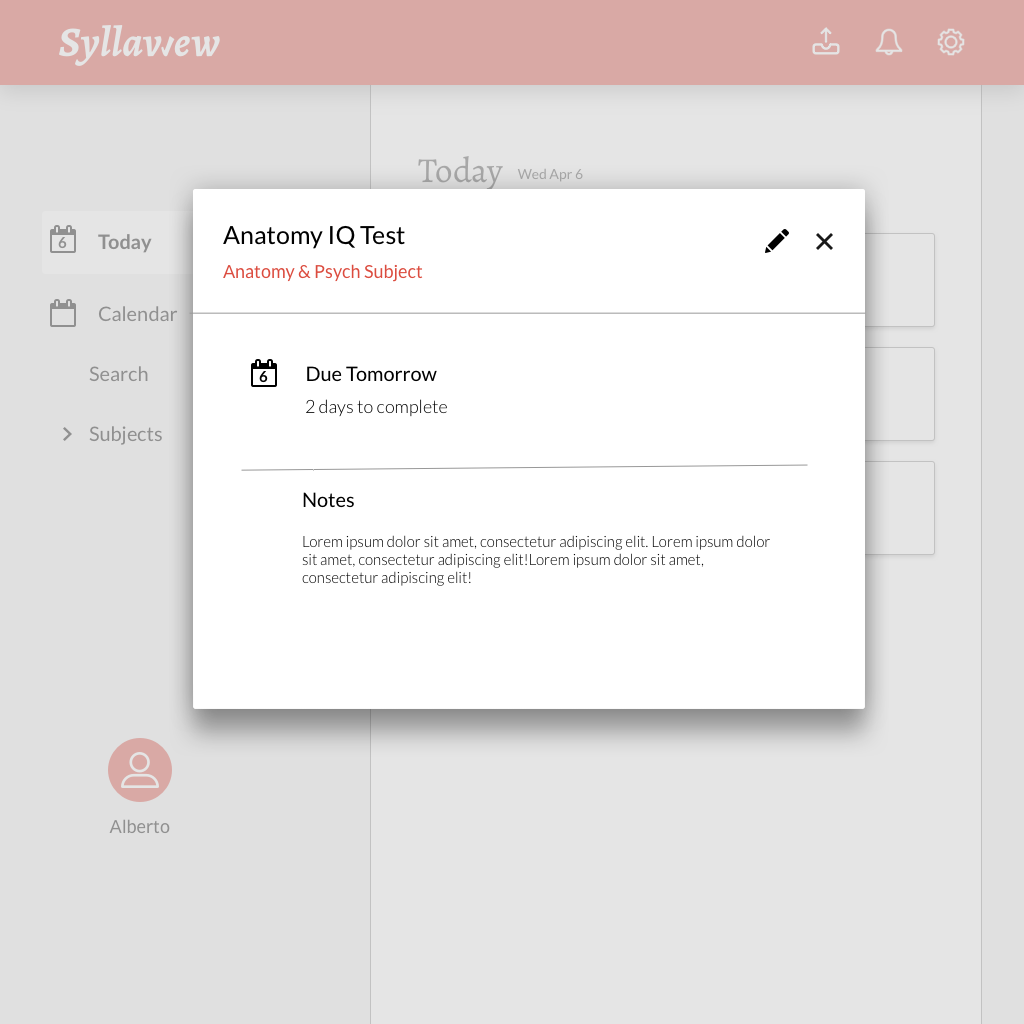 Syllaview
Today Wed Apr 6
6 Today
Calendar
Search
Subjects
Alberto
Anatomy IQ Test
Anatomy & Psych Subject
6 Due Tomorrow
2 days to complete
Notes
Lorem ipsum dolor sit amet, consectetur adipiscing elit. Lorem ipsum dolor
sit amet, consectetur adipiscing elit!Lorem ipsum dolor sit amet,
consectetur adipiscing elit!